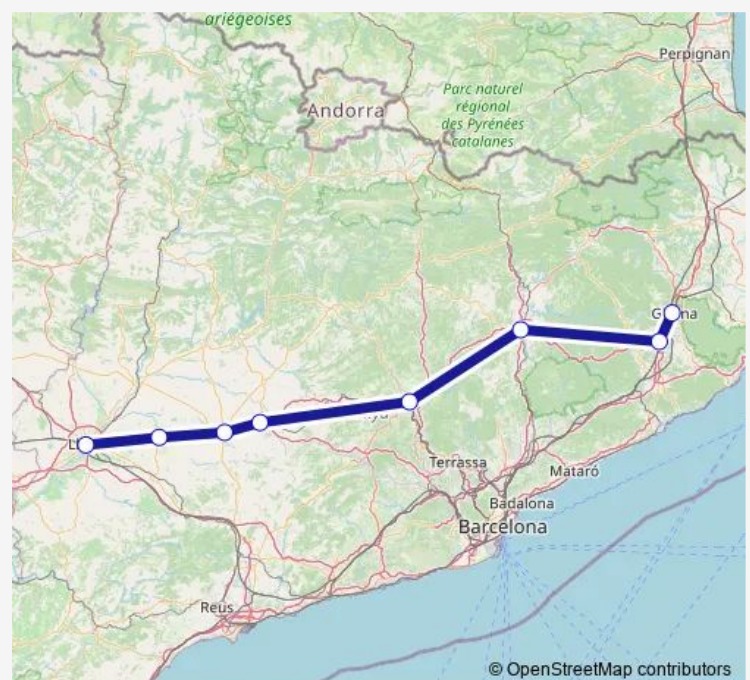 ariégeoises
Perpignan
Andorra
Parc naturel
régional
des Pyrénées
catalanes
Terrassa
Mataró
Badalona
Barcelona
Reus
© OpenStreetMap contributors